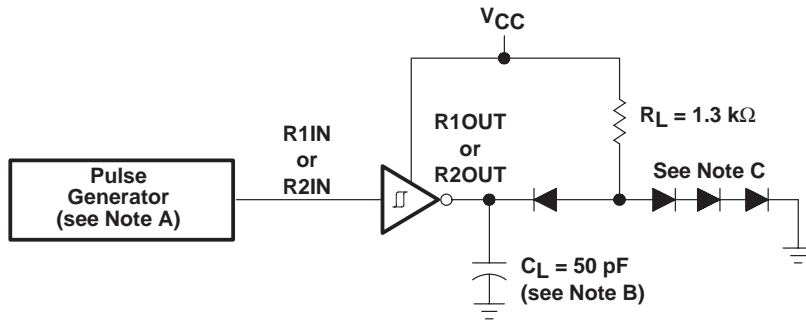 VCC
R1IN
or
R2IN
R1OUT
or
R2OUT
RL = 1.3 kΩ
Pulse
Generator
(see Note A)
See Note C
CL = 50 pF
(see Note B)